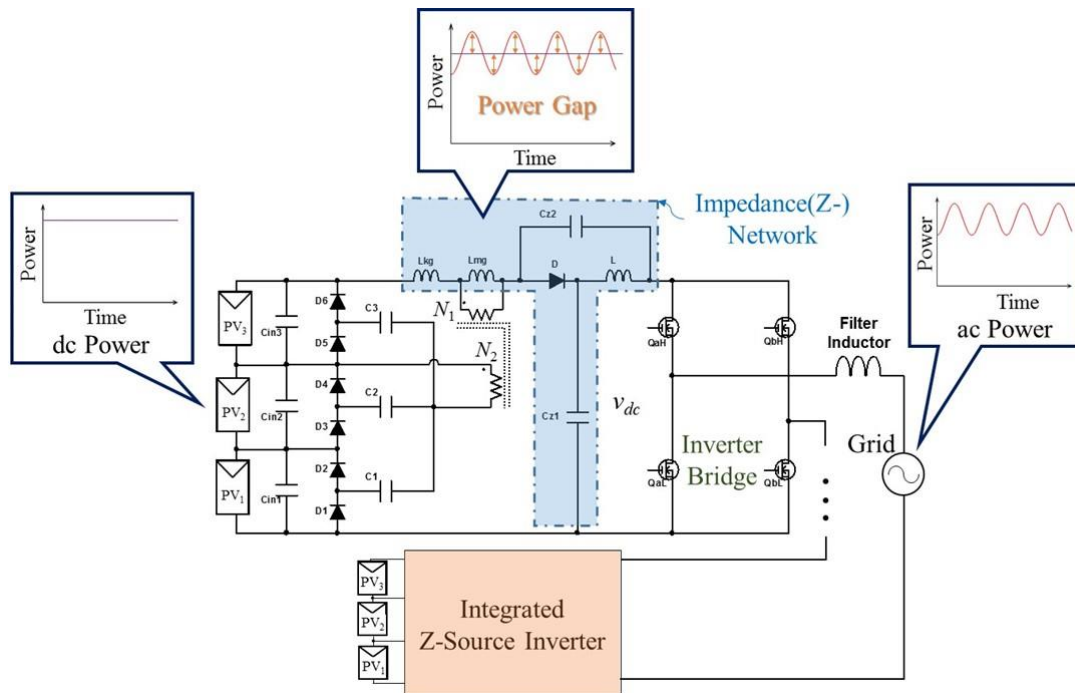 Power
Power Gap
Time
Power
Time
dc Power
Impedance(Z-)
Network
Power
Time
ac Power
Cz2
Lkg
Lmg
D
L
N1
N2
PV3
Cin3
D6
D5
C3
PV2
Cin2
D4
D3
C2
PV1
Cin1
D2
D1
C1
Cz1
vdc
QaH
QbH
Filter
Inductor
Inverter
Bridge
QaL
QbL
Grid
PV3
PV2
PV1
Integrated
Z-Source Inverter